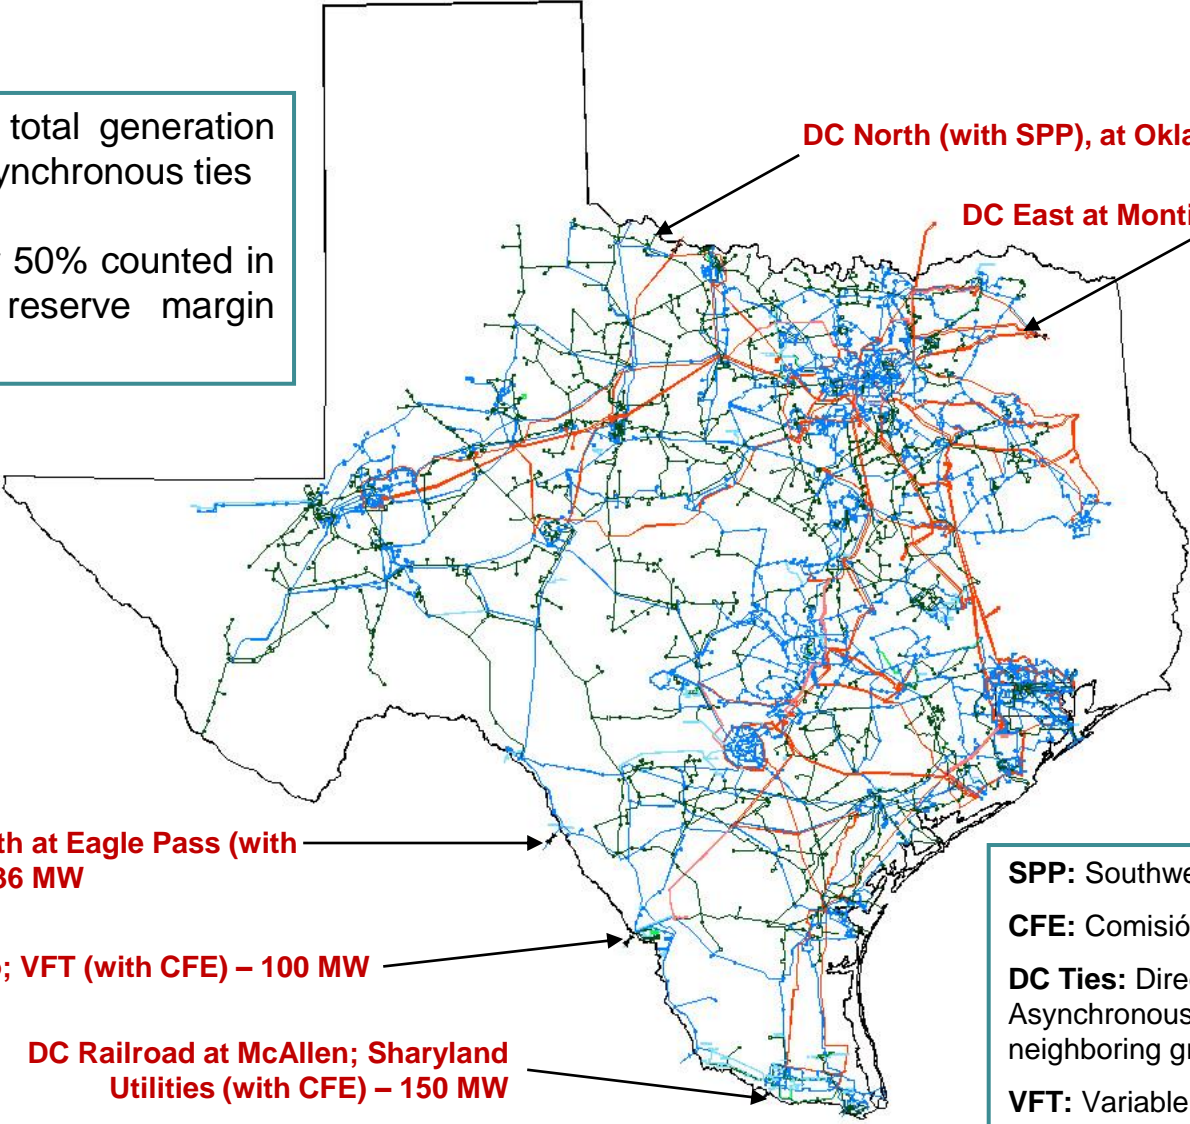 total generation
ynchronous ties
50% counted in
reserve margin
DC North (with SPP), at Okla
DC East at Monti
th at Eagle Pass (with
36 MW
; VFT (with CFE) – 100 MW
DC Railroad at McAllen; Sharyland
Utilities (with CFE) – 150 MW
SPP: Southwe
CFE: Comisió
DC Ties: Dire
Asynchronous
neighboring gr
VFT: Variable